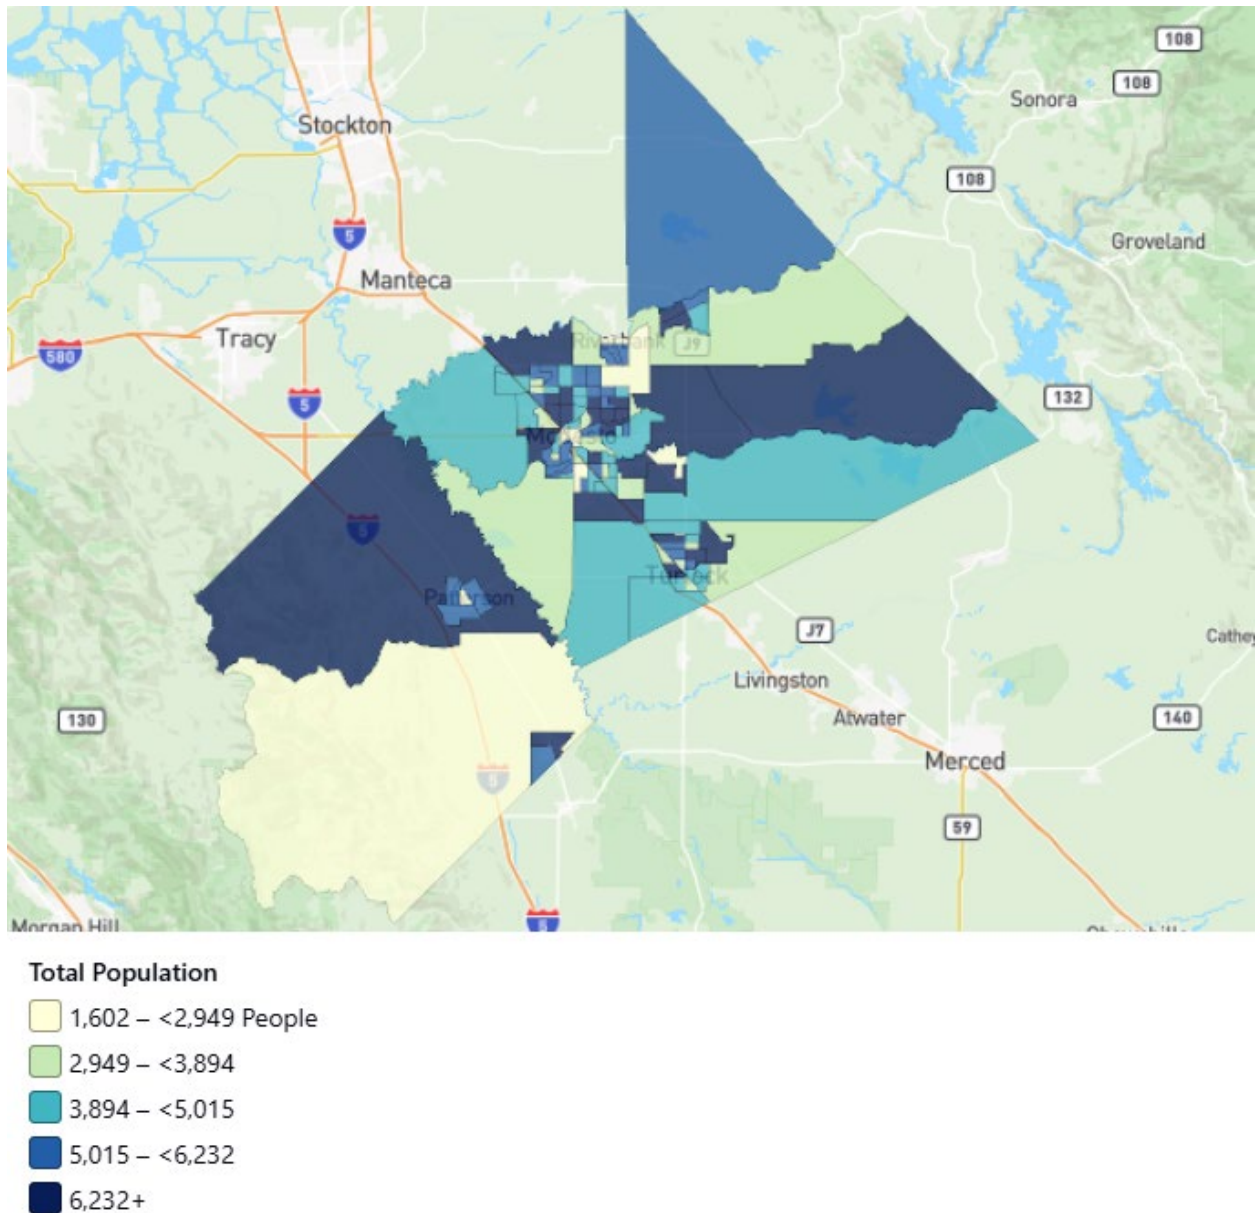 108
108
Sonora
Stockton
108
5
Groveland
Manteca
Tracy
Riverbank
J9
580
132
5
Modesto
5
Turlock
Patterson
J7
Cathey
Livingston
130
Atwater
140
Merced
5
59
Morgan Hill
5
Total Population
1,602 – <2,949 People
2,949 – <3,894
3,894 – <5,015
5,015 – <6,232
6,232+